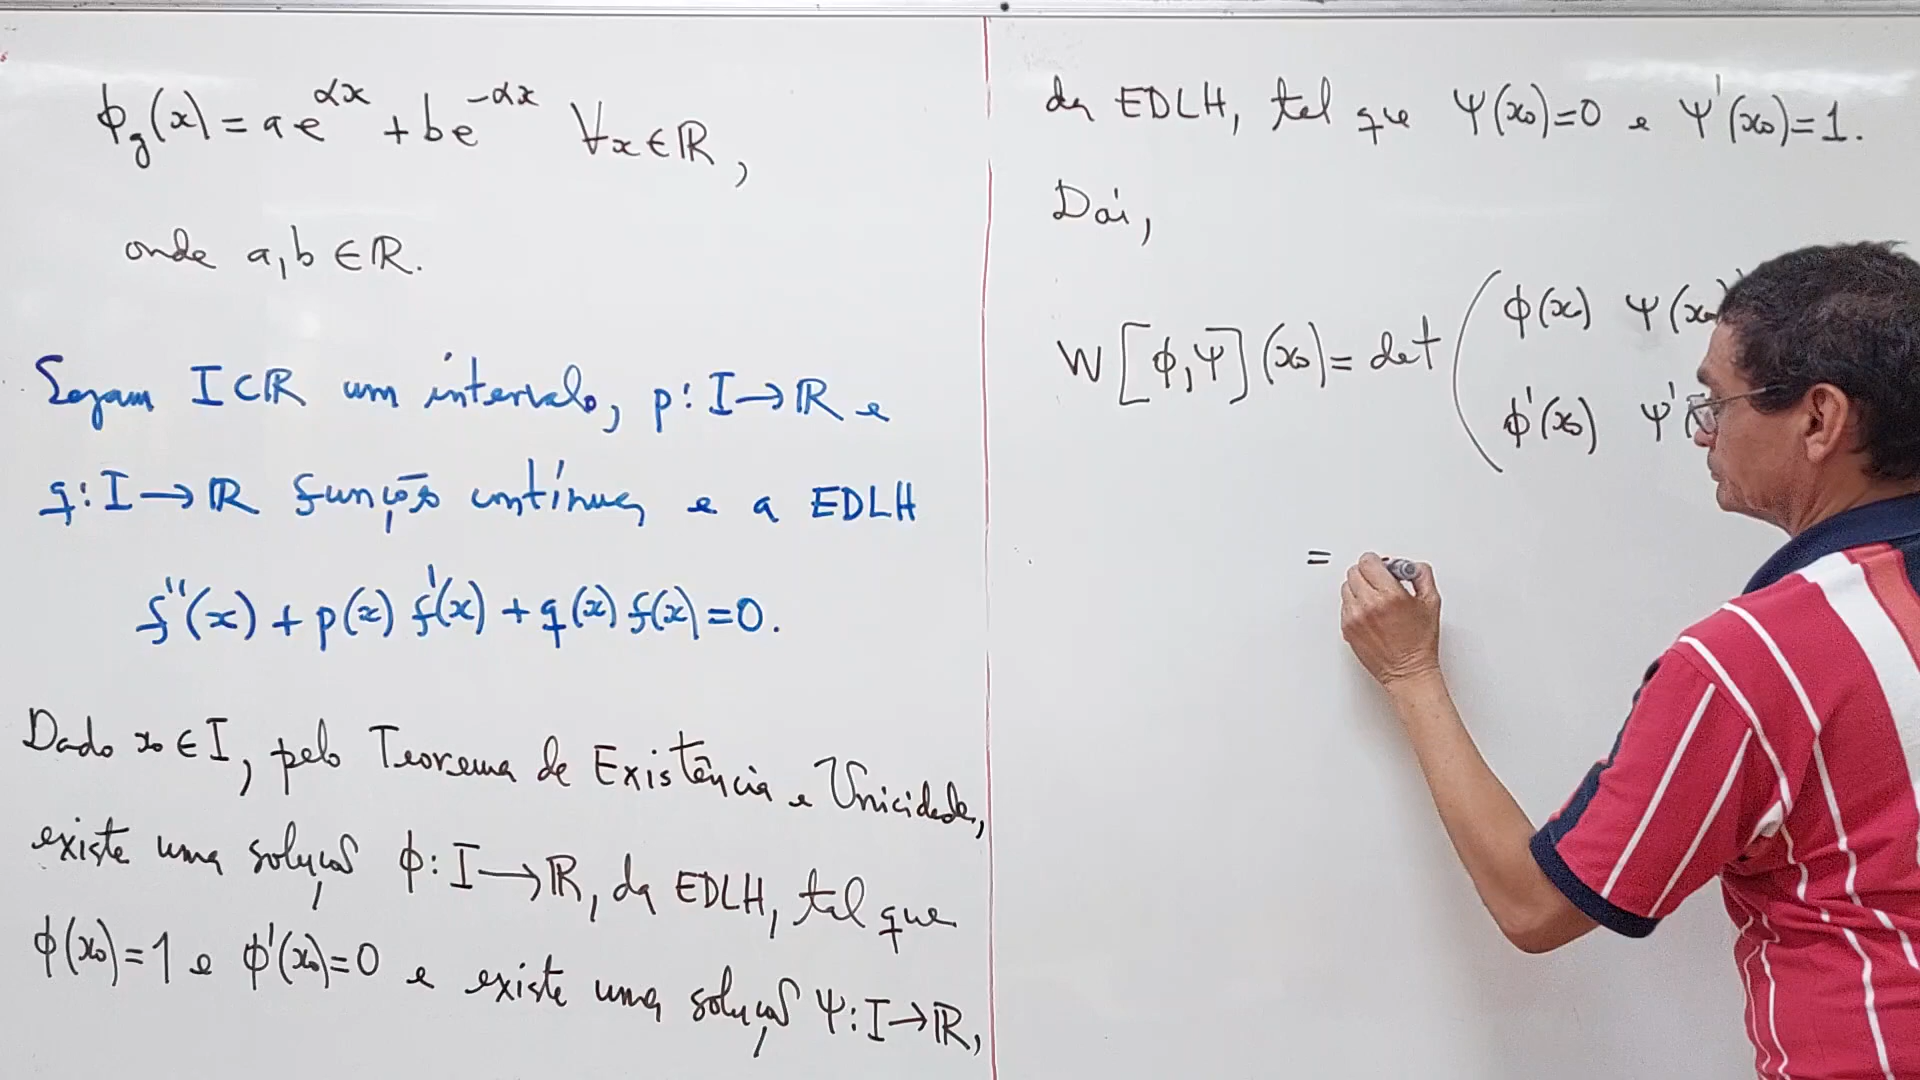 ϕ_g(x) = a e^{αx} + b e^{-αx} ∀x∈ℝ,
onde a,b ∈ ℝ.
Sejam I⊂ℝ um intervalo, p: I→ℝ e
q: I→ℝ funções contínuas e a EDLH
f''(x) + p(x) f'(x) + q(x) f(x) = 0.
Dado x₀ ∈ I, pelo Teorema de Existência e Unicidade,
existe uma solução ϕ: I→ℝ, da EDLH, tal que
ϕ(x₀)=1 e ϕ'(x₀)=0 e existe uma solução Ψ: I→ℝ,
da EDLH, tal que Ψ(x₀)=0 e Ψ'(x₀)=1.
Daí,
W[ϕ,Ψ](x₀) = det ( ϕ(x₀) Ψ(x₀)
ϕ'(x₀) Ψ'(
=